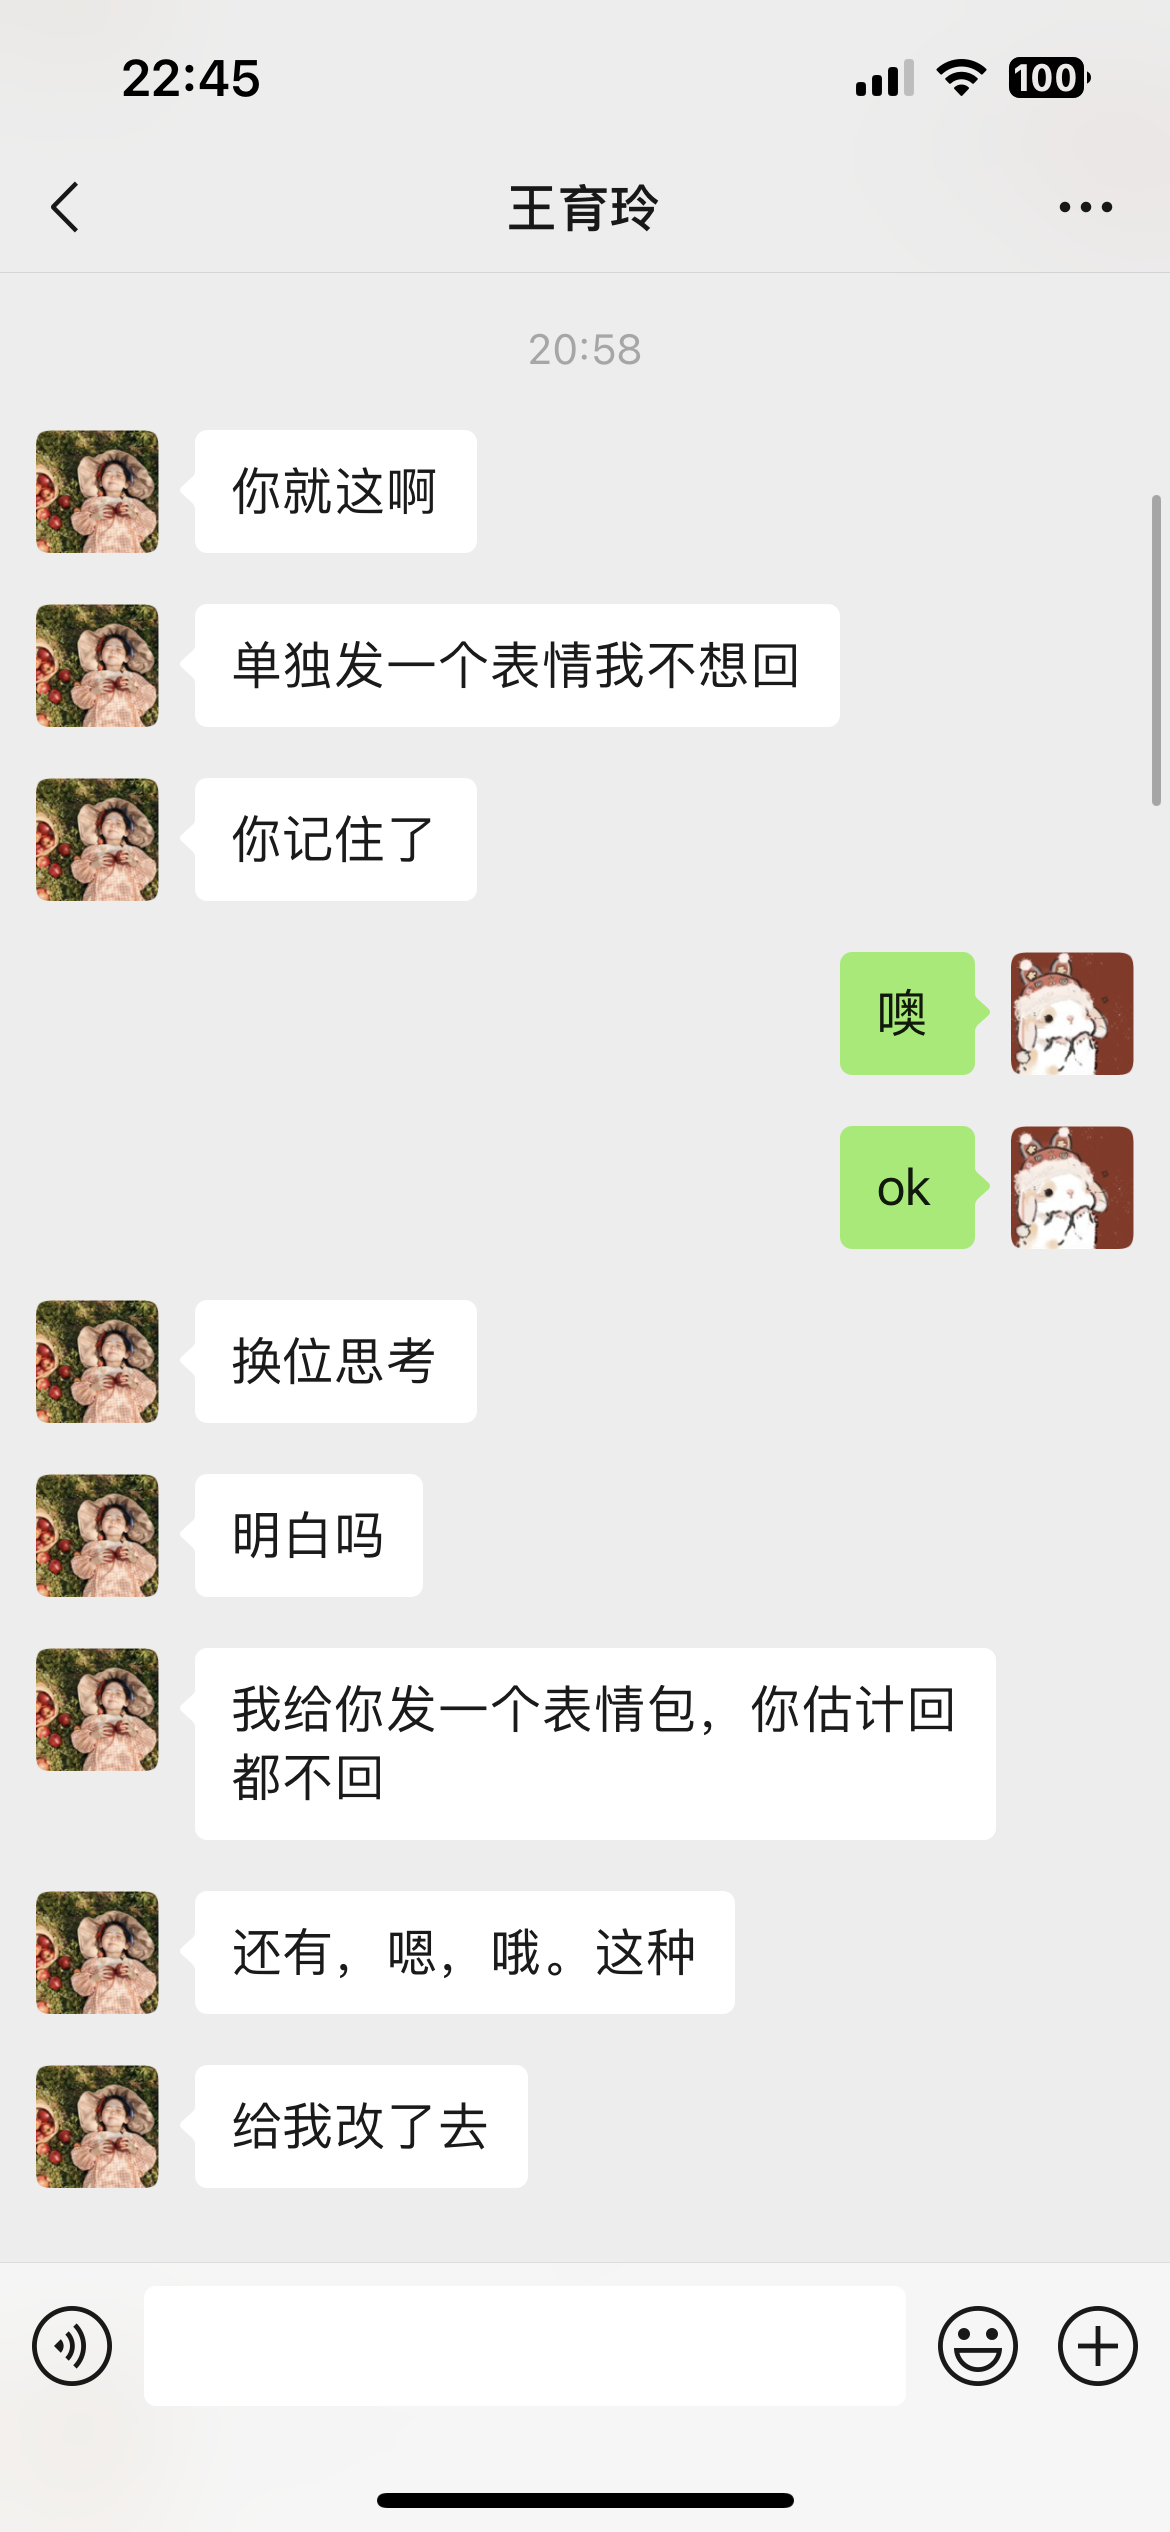 22:45
100
王育玲
20:58
你就这啊
单独发一个表情我不想回
你记住了
噢
ok
换位思考
明白吗
我给你发一个表情包，你估计回
都不回
还有，嗯，哦。这种
给我改了去